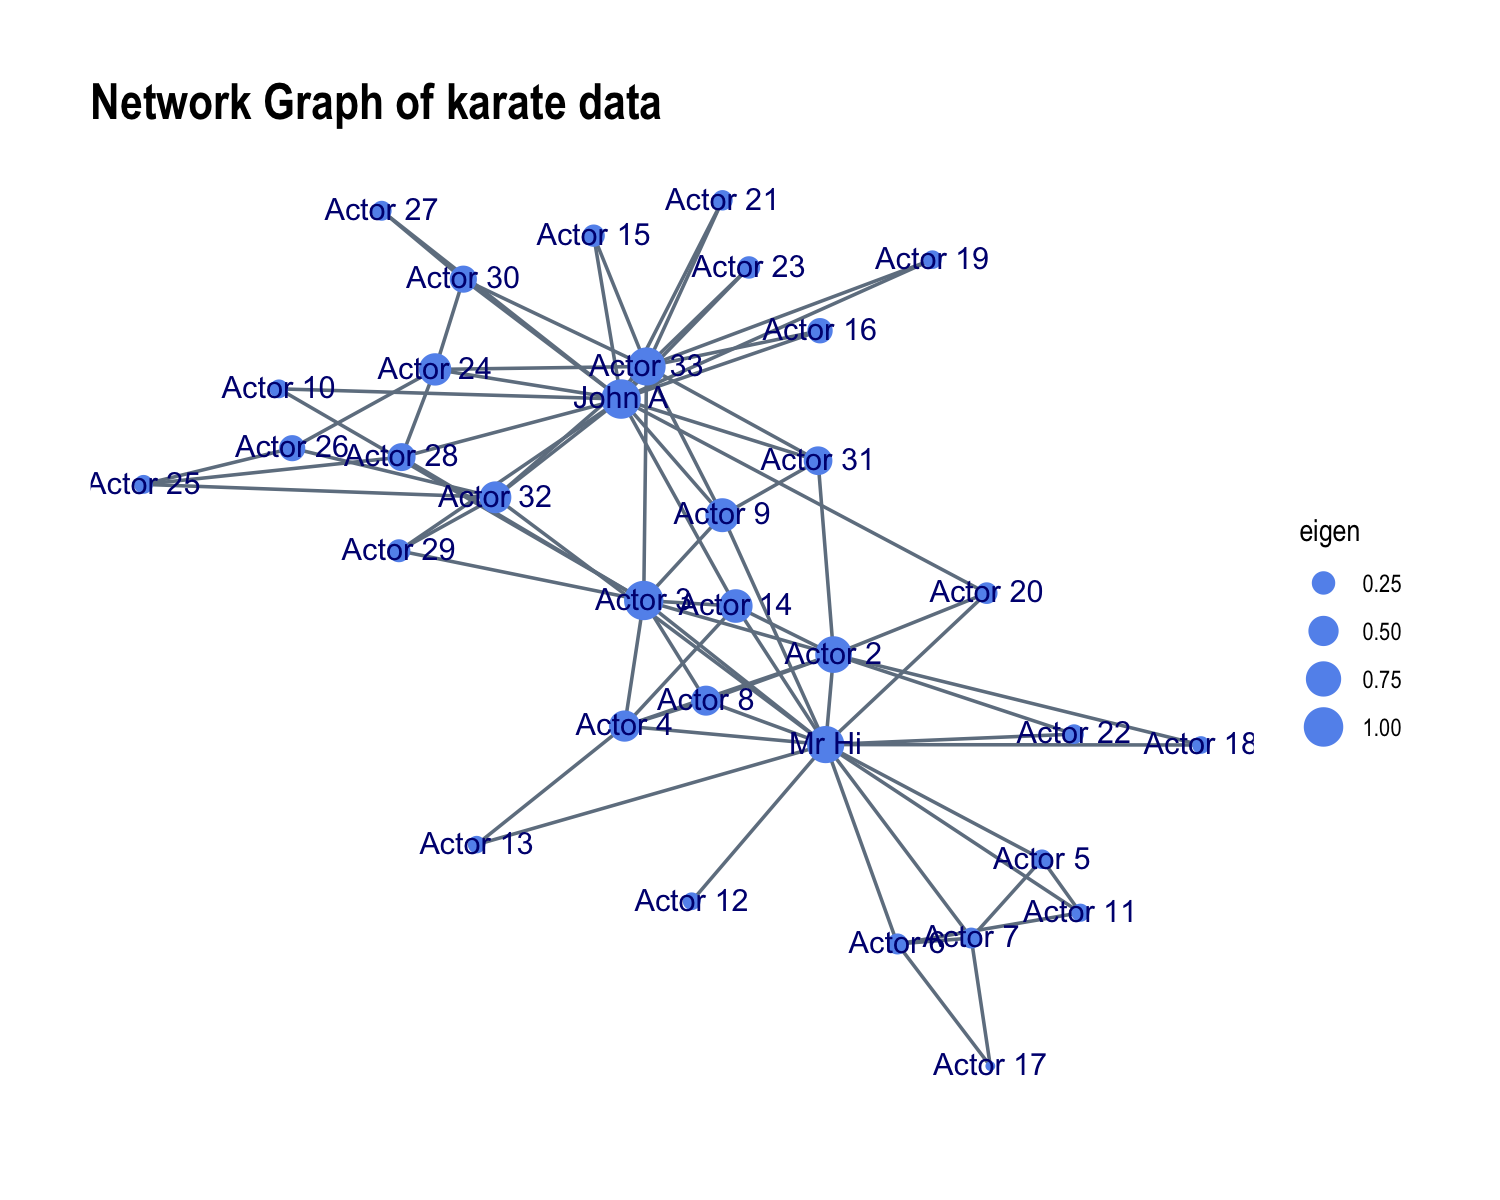 Network Graph of karate data
Actor 21
Actor 27
Actor 15
Actor 19
Actor 23
Actor 30
Actor 16
Actor 33
Actor 24
Actor 10
John A
Actor 26
Actor 28
Actor 31
Actor 25
Actor 32
Actor 9
eigen
Actor 29
0.25
Actor 20
Actor 3
Actor 14
0.50
Actor 2
0.75
Actor 8
Actor 4
1.00
Actor 22
Mr Hi
Actor 18
Actor 13
Actor 5
Actor 12
Actor 11
Actor 7
Actor 6
Actor 17